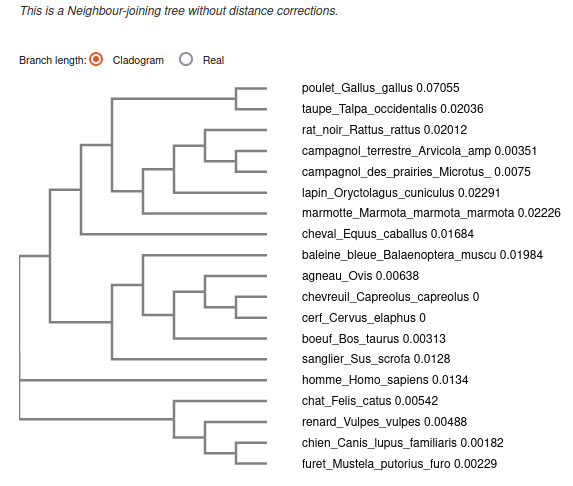 This is a Neighbour-joining tree without distance corrections.
Branch length: Cladogram Real
poulet_Gallus_gallus 0.07055
taupe_Talpa_occidentalis 0.02036
rat_noir_Rattus_rattus 0.02012
campagnol_terrestre_Arvicola_amp 0.00351
campagnol_des_prairies_Microtus_ 0.0075
lapin_Oryctolagus_cuniculus 0.02291
marmotte_Marmota_marmota_marmota 0.02226
cheval_Equus_caballus 0.01684
baleine_bleue_Balaenoptera_muscu 0.01984
agneau_Ovis 0.00638
chevreuil_Capreolus_capreolus 0
cerf_Cervus_elaphus 0
boeuf_Bos_taurus 0.00313
sanglier_Sus_scrofa 0.0128
homme_Homo_sapiens 0.0134
chat_Felis_catus 0.00542
renard_Vulpes_vulpes 0.00488
chien_Canis_lupus_familiaris 0.00182
furet_Mustela_putorius_furo 0.00229